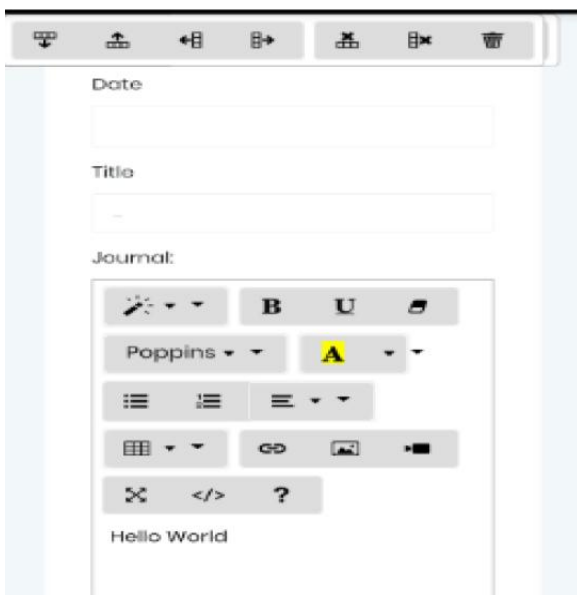 Date
Title
Journal:
B U
Poppins A
</> ?
Hello World